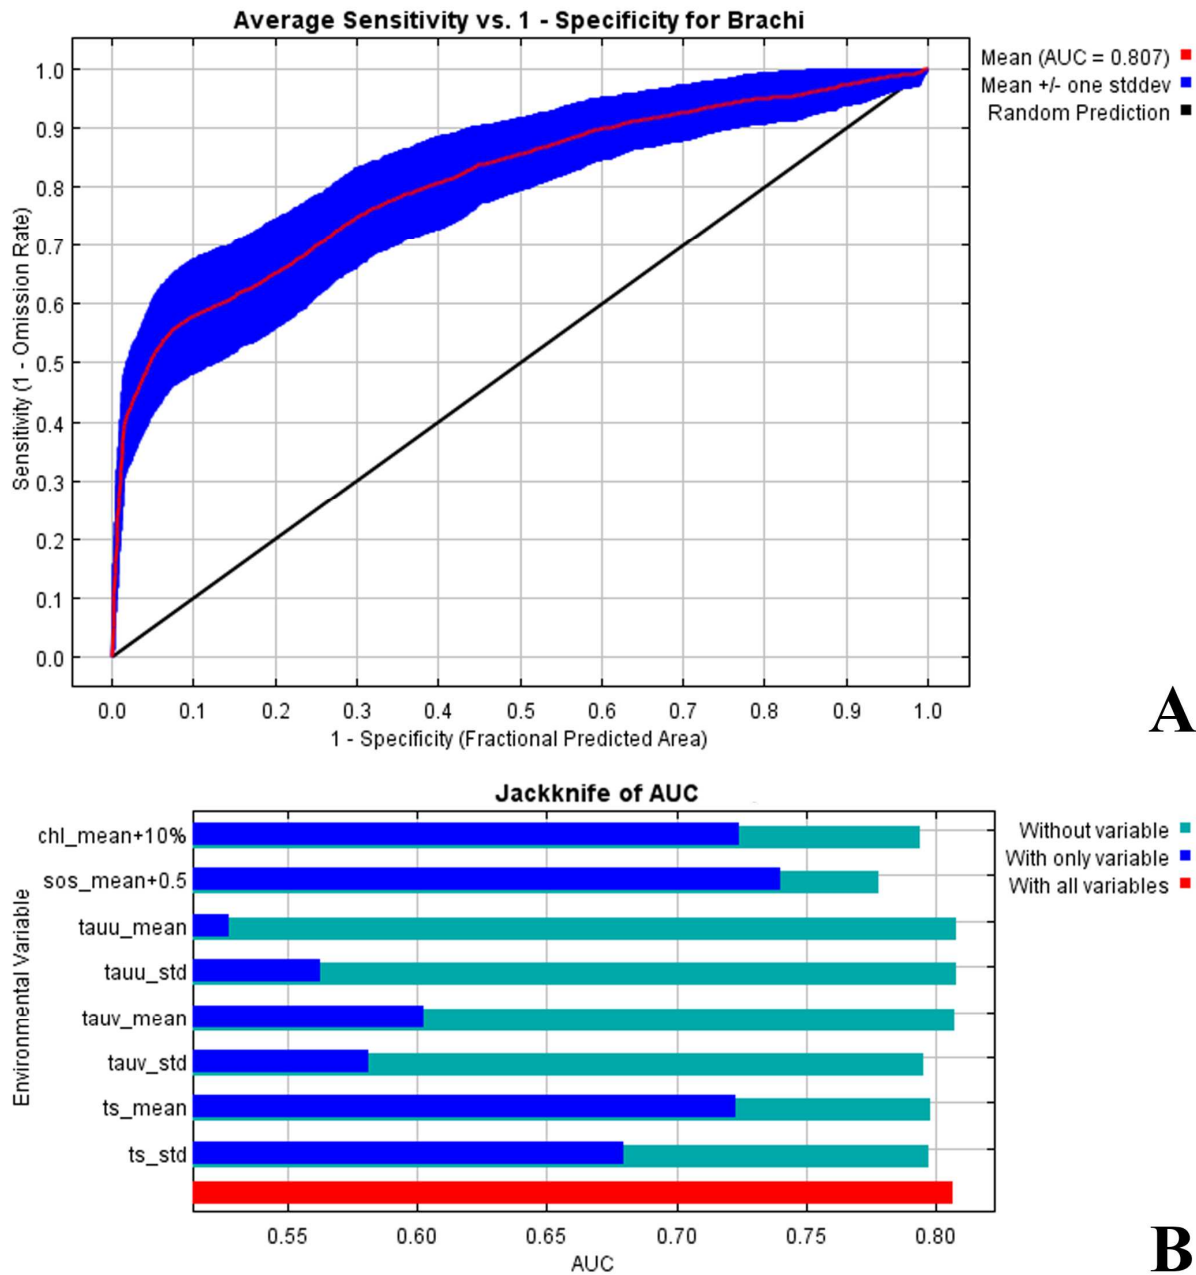 Average Sensitivity vs. 1 - Specificity for Brachi
Mean (AUC = 0.807)
Mean +/- one stddev
Random Prediction
Sensitivity (1 - Omission Rate)
1.0
0.9
0.8
0.7
0.6
0.5
0.4
0.3
0.2
0.1
0.0
0.0 0.1 0.2 0.3 0.4 0.5 0.6 0.7 0.8 0.9 1.0
1 - Specificity (Fractional Predicted Area)
A
Jackknife of AUC
Without variable
With only variable
With all variables
Environmental Variable
chl_mean+10%
sos_mean+0.5
tauu_mean
tauu_std
tauv_mean
tauv_std
ts_mean
ts_std
0.55 0.60 0.65 0.70 0.75 0.80
AUC
B